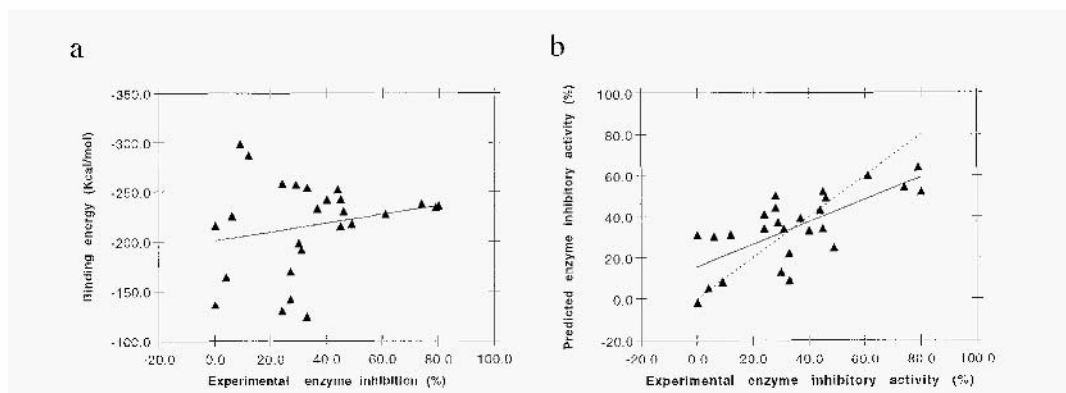 a
b
Binding energy (Kcal/mol)
-350.0
-300.0
-250.0
-200.0
-150.0
-100.0
-20.0 0.0 20.0 40.0 60.0 80.0 100.0
Experimental enzyme inhibition (%)
Predicted enzyme inhibitory activity (%)
100.0
80.0
60.0
40.0
20.0
0.0
-20.0
-20.0 0.0 20.0 40.0 60.0 80.0 100.0
Experimental enzyme inhibitory activity (%)